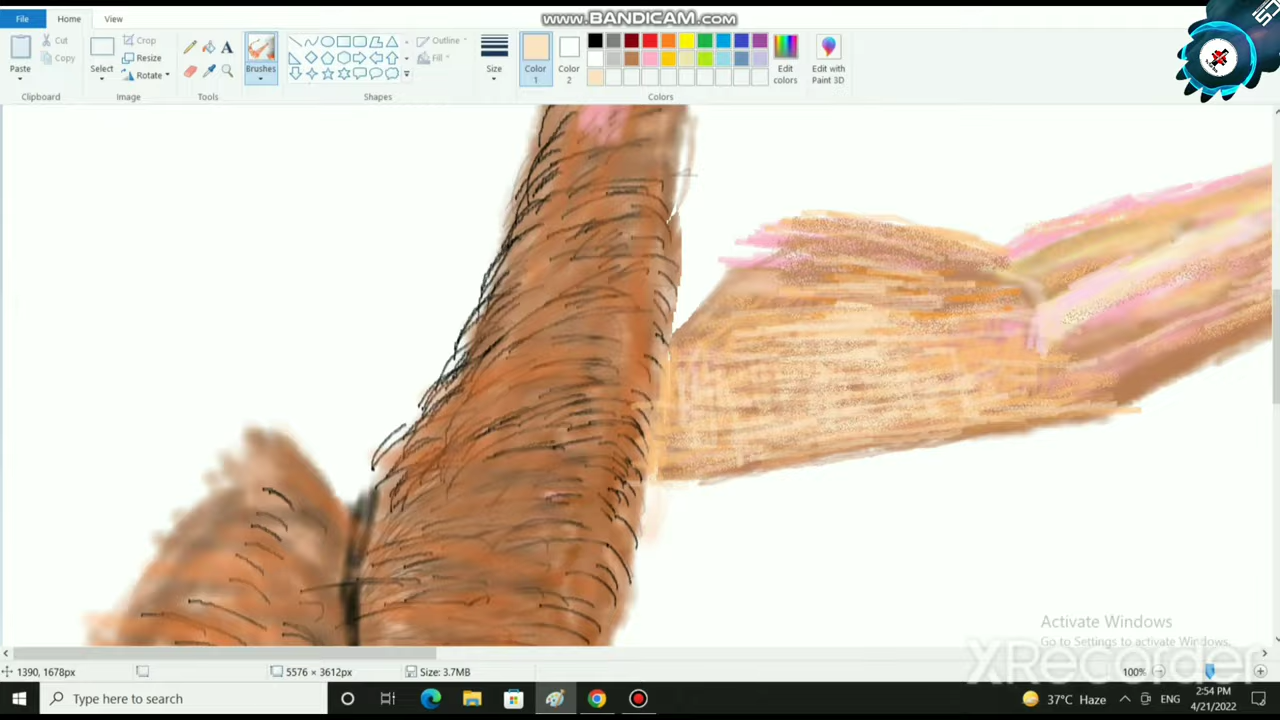 www.BANDICAM.com
File
Home
View
Paste
Cut
Copy
Clipboard
Select
Crop
Resize
Rotate
Image
Tools
Brushes
Shapes
Outline
Fill
Size
Color
1
Color
2
Edit
colors
Edit with
Paint 3D
Colors
Activate Windows
Go to Settings to activate Windows.
XRecorder
1390, 1678px
5576 × 3612px
Size: 3.7MB
100%
Type here to search
37°C Haze
ENG
2:54 PM
4/21/2022